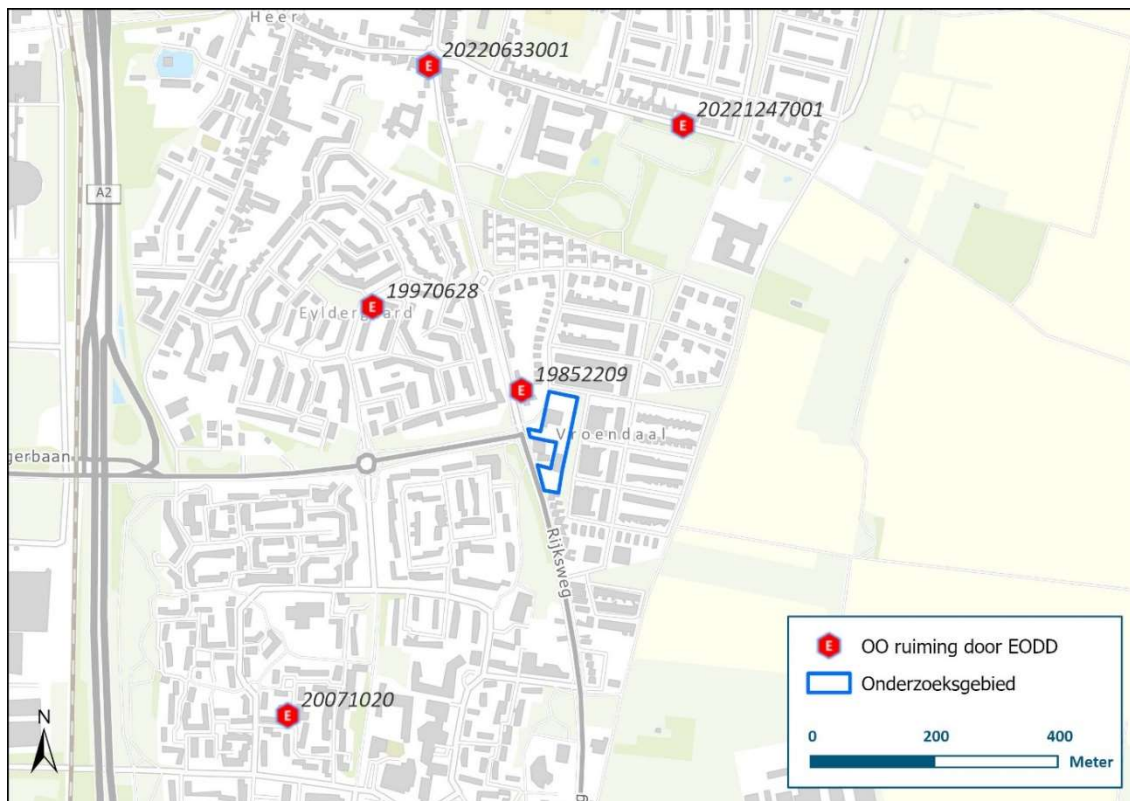 Heer
20220633001
E
20221247001
E
A2
19970628
E
Eyldergaard
19852209
E
Vroendaal
gerbaan
Rijksweg
20071020
E
N
E OO ruiming door EODD
Onderzoeksgebied
0 200 400
Meter
g